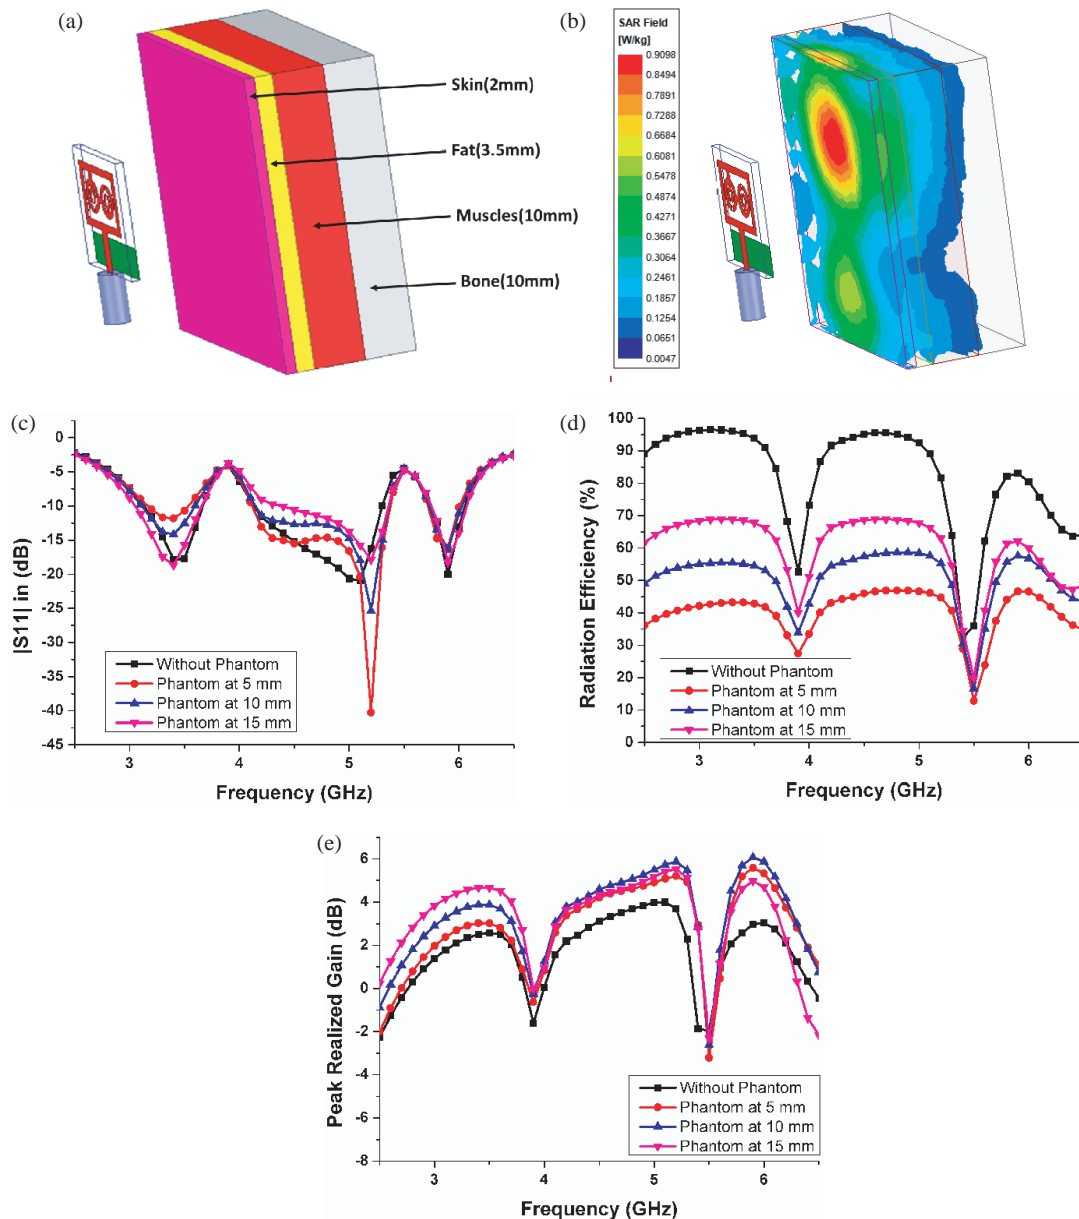 (a)
Skin(2mm)
Fat(3.5mm)
Muscles(10mm)
Bone(10mm)
(b)
SAR Field
[W/kg]
0.9098
0.8494
0.7891
0.7288
0.6684
0.6081
0.5478
0.4874
0.4271
0.3667
0.3064
0.2461
0.1857
0.1254
0.0651
0.0047
(c)
0
-5
-10
-15
-20
-25
-30
-35
-40
-45
|S11| in (dB)
Without Phantom
Phantom at 5 mm
Phantom at 10 mm
Phantom at 15 mm
3 4 5 6
Frequency (GHz)
(d)
100
90
80
70
60
50
40
30
20
10
0
Radiation Efficiency (%)
Without Phantom
Phantom at 5 mm
Phantom at 10 mm
Phantom at 15 mm
3 4 5 6
Frequency (GHz)
(e)
6
4
2
0
-2
-4
-6
-8
Peak Realized Gain (dB)
Without Phantom
Phantom at 5 mm
Phantom at 10 mm
Phantom at 15 mm
3 4 5 6
Frequency (GHz)